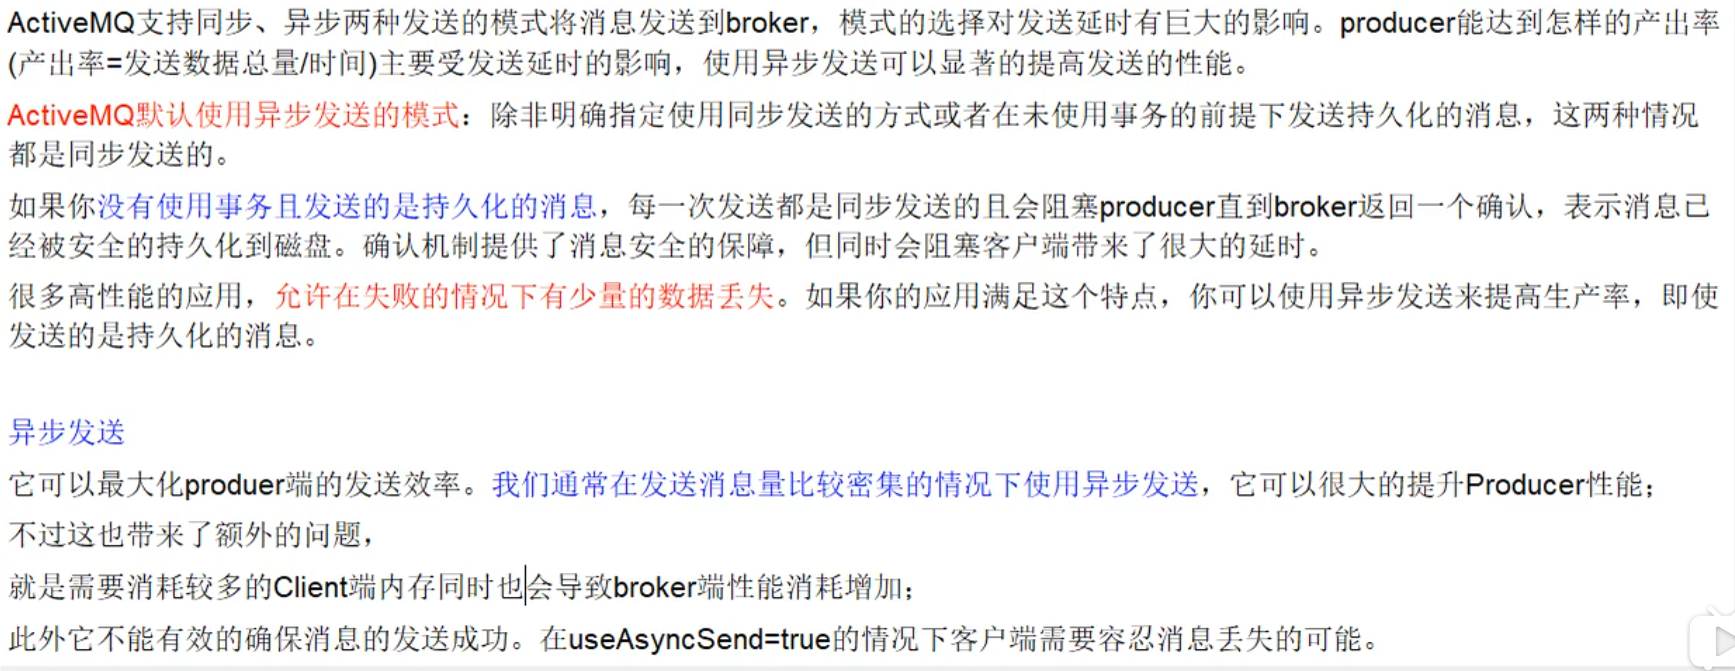 ActiveMQ支持同步、异步两种发送的模式将消息发送到broker，模式的选择对发送延时有巨大的影响。producer能达到怎样的产出率
(产出率=发送数据总量/时间)主要受发送延时的影响，使用异步发送可以显著的提高发送的性能。
ActiveMQ默认使用异步发送的模式：除非明确指定使用同步发送的方式或者在未使用事务的前提下发送持久化的消息，这两种情况
都是同步发送的。
如果你没有使用事务且发送的是持久化的消息，每一次发送都是同步发送的且会阻塞producer直到broker返回一个确认，表示消息已
经被安全的持久化到磁盘。确认机制提供了消息安全的保障，但同时会阻塞客户端带来了很大的延时。
很多高性能的应用，允许在失败的情况下有少量的数据丢失。如果你的应用满足这个特点，你可以使用异步发送来提高生产率，即使
发送的是持久化的消息。
异步发送
它可以最大化produer端的发送效率。我们通常在发送消息量比较密集的情况下使用异步发送，它可以很大的提升Producer性能；
不过这也带来了额外的问题，
就是需要消耗较多的Client端内存同时也会导致broker端性能消耗增加；
此外它不能有效的确保消息的发送成功。在useAsyncSend=true的情况下客户端需要容忍消息丢失的可能。